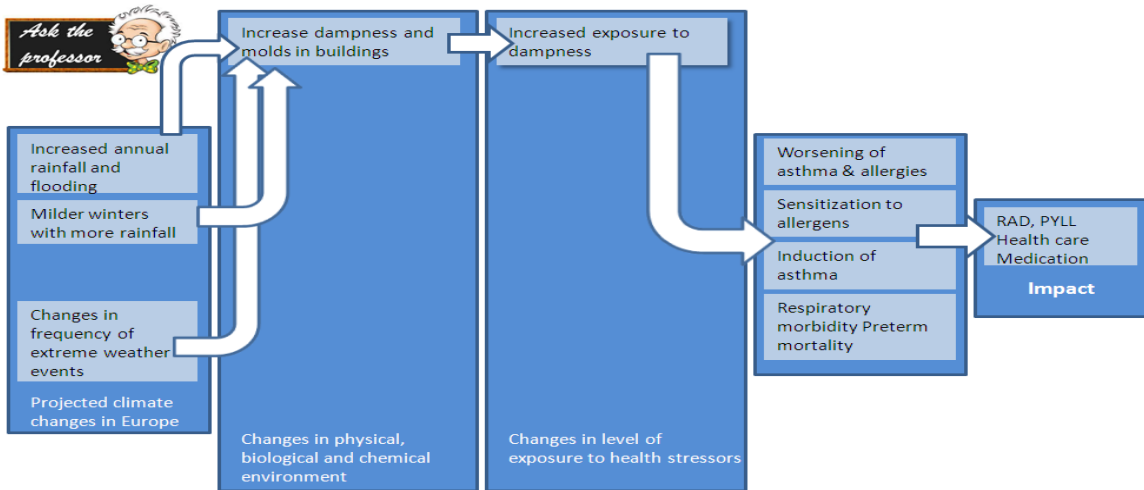 Ask the
professor
Increased annual
rainfall and
flooding
Milder winters
with more rainfall
Changes in
frequency of
extreme weather
events
Projected climate
changes in Europe
Increase dampness and
molds in buildings
Changes in physical,
biological and chemical
environment
Increased exposure to
dampness
Changes in level of
exposure to health stressors
Worsening of
asthma & allergies
Sensitization to
allergens
Induction of
asthma
Respiratory
morbidity Preterm
mortality
RAD, PYLL
Health care
Medication
Impact